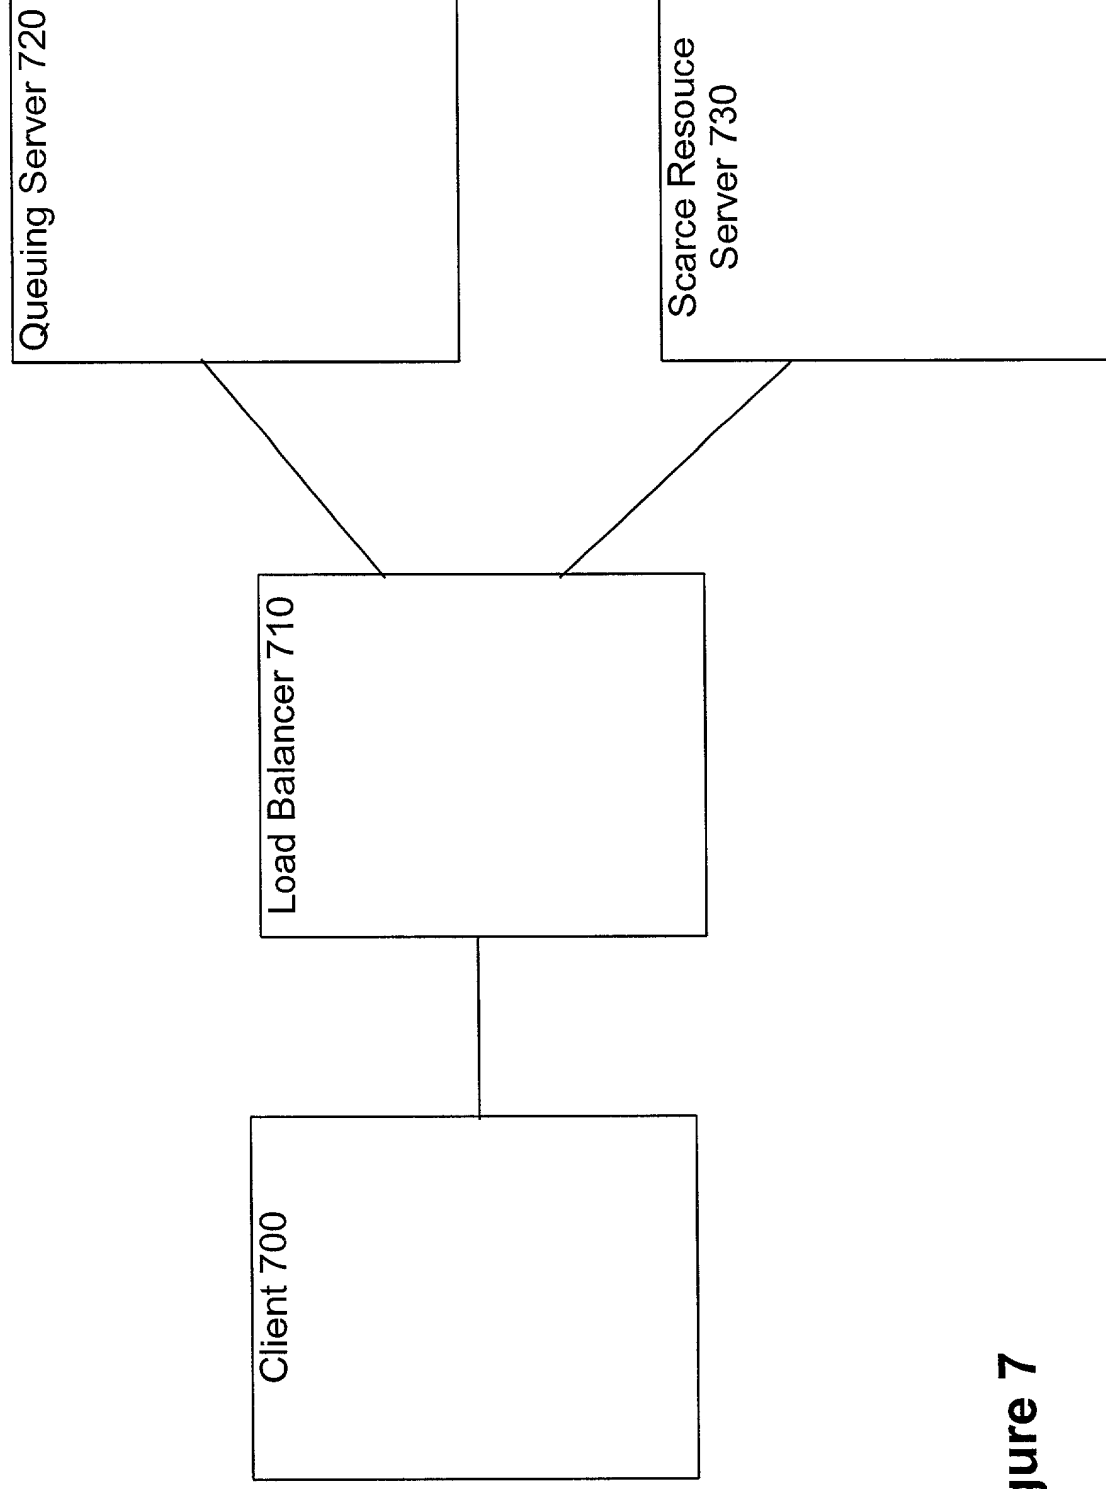 Queuing Server 720
Scarce Resouce
Server 730
Load Balancer 710
Client 700
gure 7